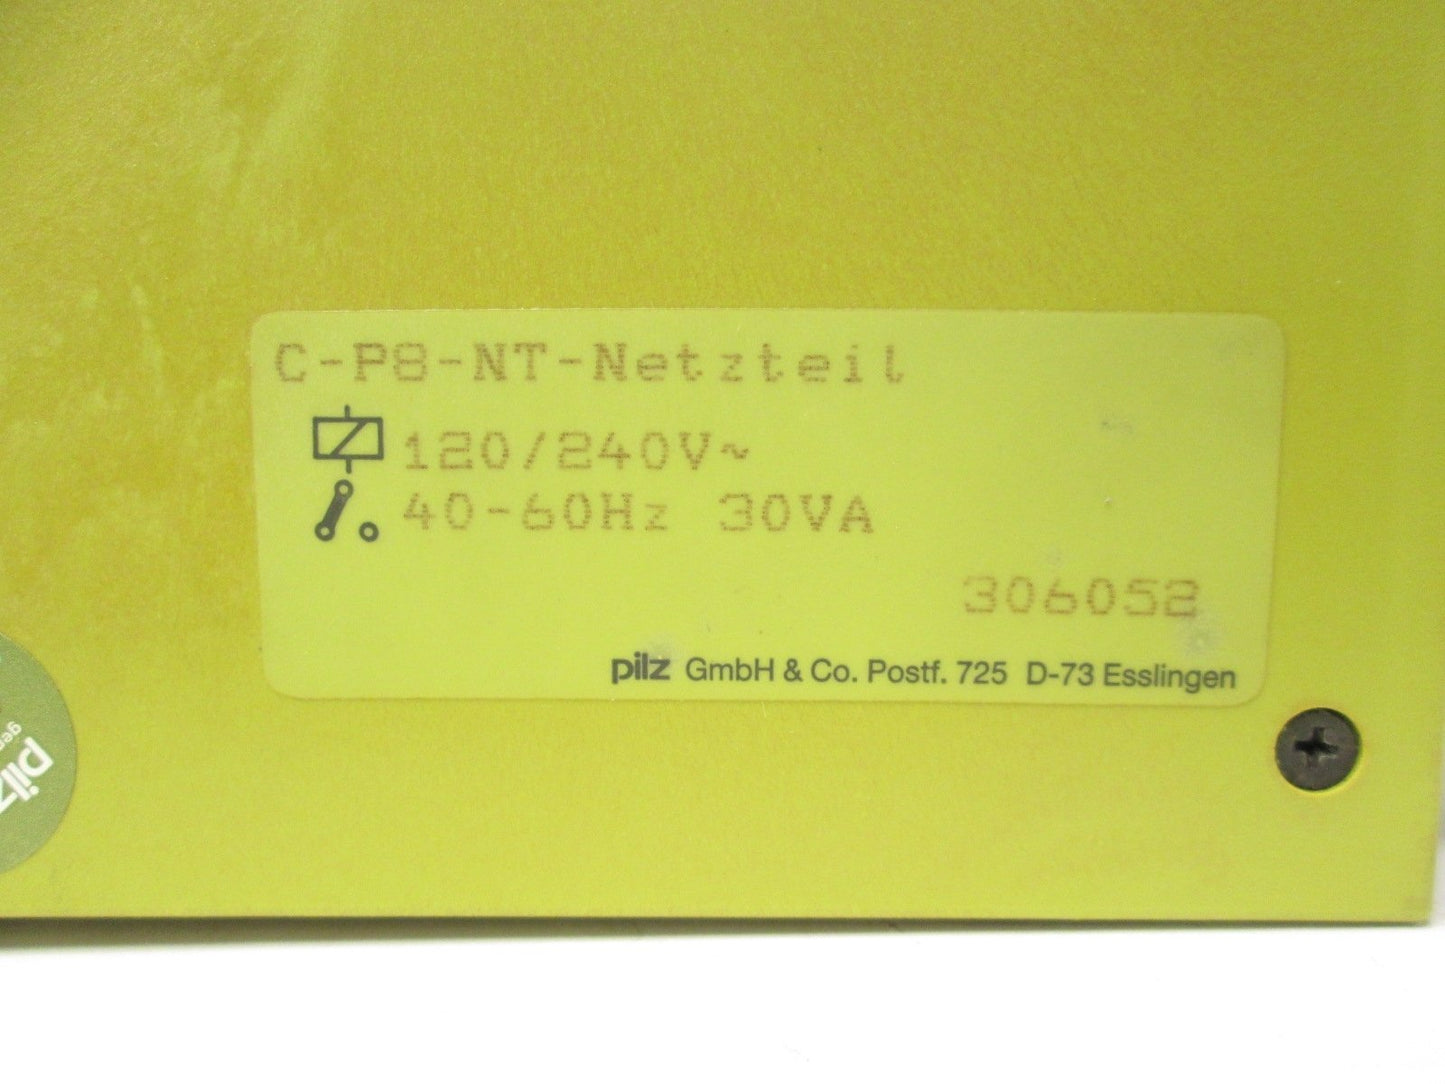 C-P8-NT-Netzteil
120/240V~
40-60Hz 30VA
306052
pilz GmbH & Co. Postf. 725 D-73 Esslingen
pilz